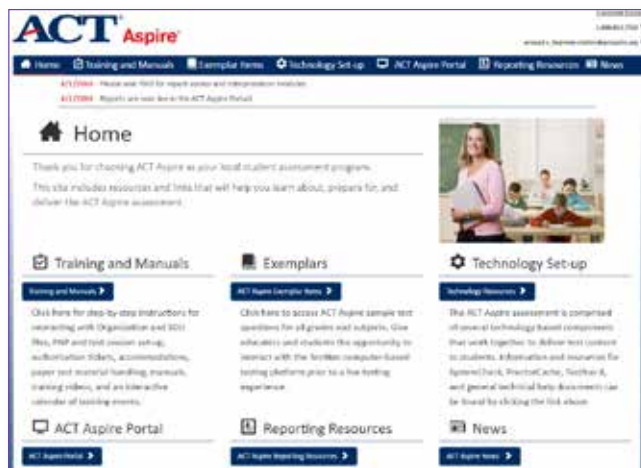 ACT Aspire
Home Training and Manuals Exemplar Items Technology Set-up ACT Aspire Portal Reporting Resources News
Reports are now live in the ACT Aspire Portal!
Home
Thank you for choosing ACT Aspire as your local student assessment program.
This site includes resources and links that will help you learn about, prepare for, and
deliver the ACT Aspire assessment.
Training and Manuals
Training and Manuals
Click here for step-by-step instructions for
interacting with Organization and SDU
files, PNP and test session set-up,
authorization tickets, accommodations,
paper test material handling, manuals,
training videos, and an interactive
calendar of training events.
Exemplars
ACT Aspire Exemplar Items
Click here to access ACT Aspire sample test
questions for all grades and subjects. Give
educators and students the opportunity to
interact with the TestNav computer-based
testing platform prior to a live testing
experience
Technology Set-up
Technology Resources
The ACT Aspire assessment is comprised
of several technology based components
that work together to deliver test content
to students. Information and resources for
SystemCheck, ProctorCache, TestNav 8,
and general technical help documents can
be found by clicking the link above
ACT Aspire Portal
ACT Aspire Portal
Reporting Resources
ACT Aspire Reporting Resources
News
ACT Aspire News